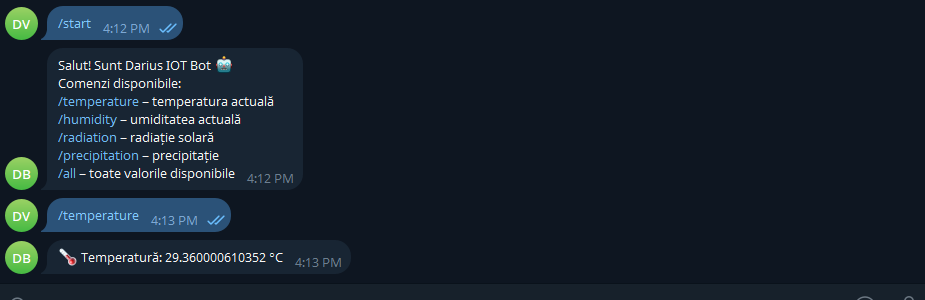 DV
/start 4:12 PM
Salut! Sunt Darius IOT Bot 🤖
Comenzi disponibile:
/temperature – temperatura actuală
/humidity – umiditatea actuală
/radiation – radiație solară
/precipitation – precipitație
/all – toate valorile disponibile 4:12 PM
DB
DV
/temperature 4:13 PM
DB
🌡️ Temperatură: 29.360000610352 °C 4:13 PM